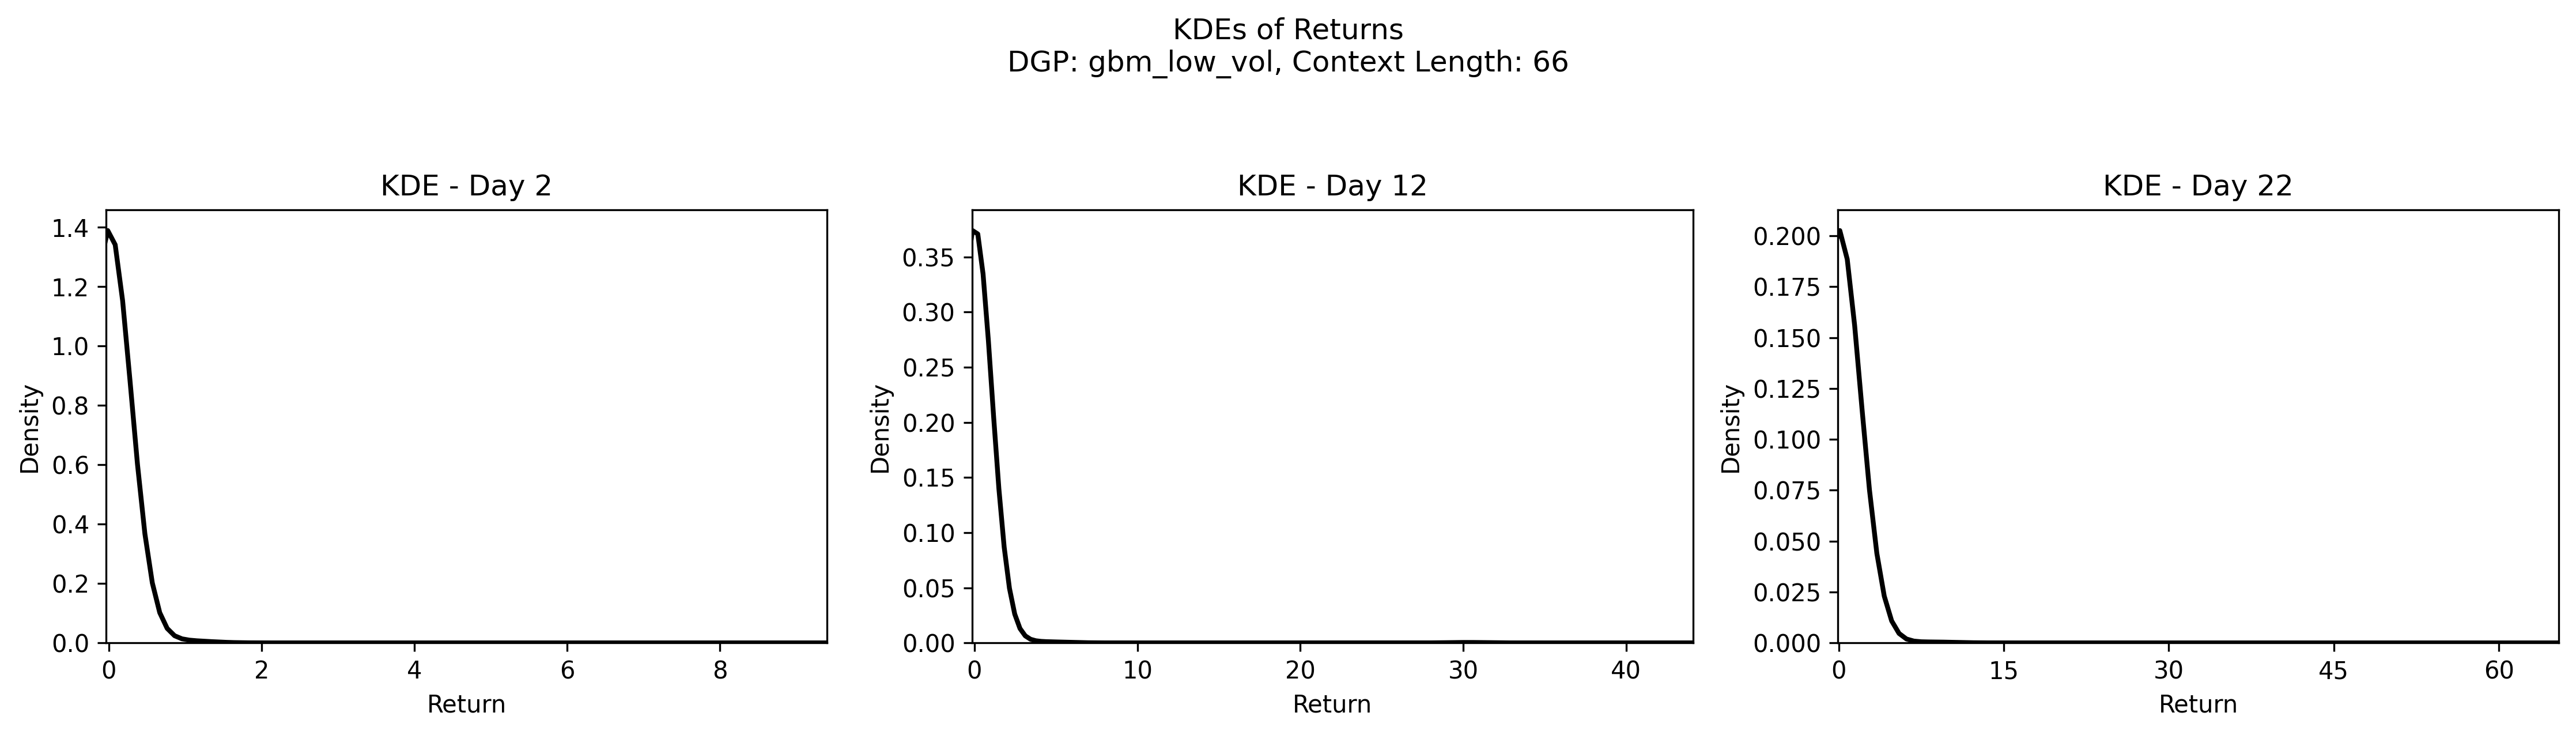 KDEs of Returns
DGP: gbm_low_vol, Context Length: 66
KDE - Day 2
1.4
1.2
1.0
0.8
0.6
0.4
0.2
0.0
Density
0 2 4 6 8
Return
KDE - Day 12
0.35
0.30
0.25
0.20
0.15
0.10
0.05
0.00
Density
0 10 20 30 40
Return
KDE - Day 22
0.200
0.175
0.150
0.125
0.100
0.075
0.050
0.025
0.000
Density
0 15 30 45 60
Return